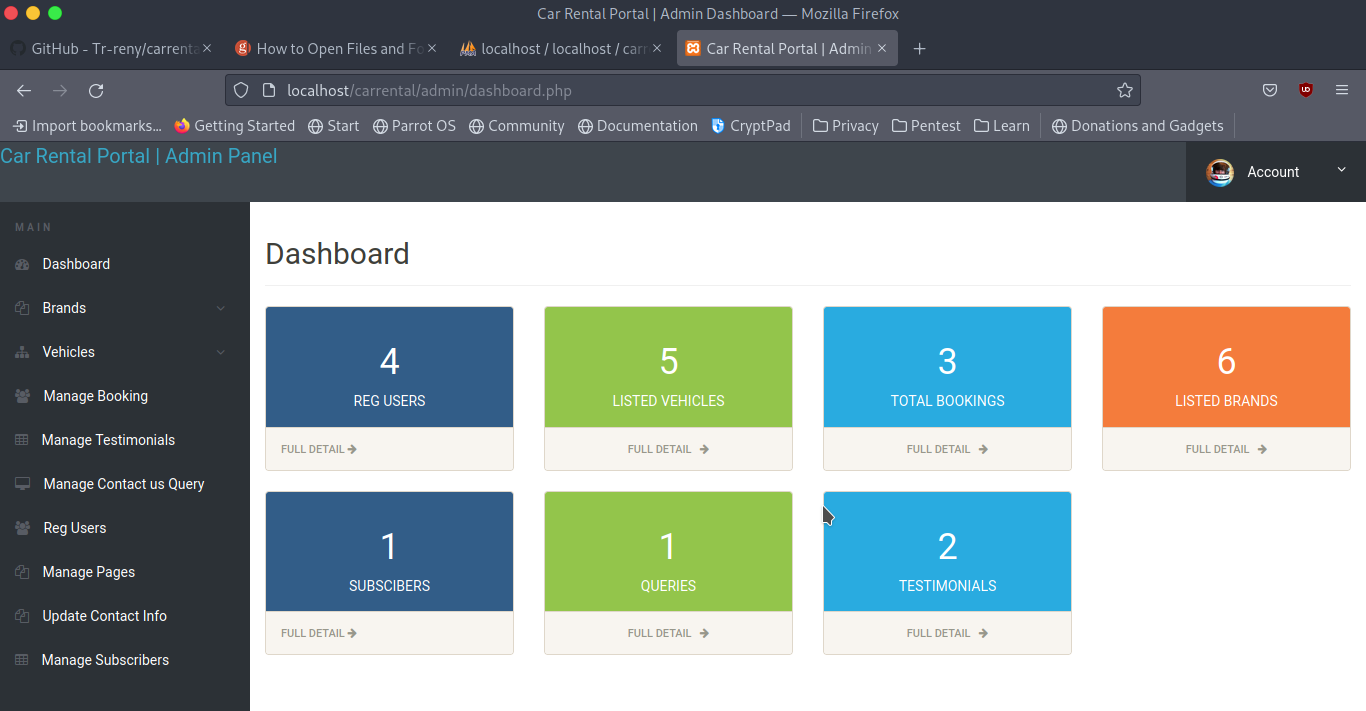 Car Rental Portal | Admin Dashboard — Mozilla Firefox
GitHub - Tr-reny/carrenta
How to Open Files and Fo
localhost / localhost / carr
Car Rental Portal | Admin
localhost/carrental/admin/dashboard.php
Import bookmarks... Getting Started Start Parrot OS Community Documentation CryptPad Privacy Pentest Learn Donations and Gadgets
Car Rental Portal | Admin Panel
Account
MAIN
Dashboard
Brands
Vehicles
Manage Booking
Manage Testimonials
Manage Contact us Query
Reg Users
Manage Pages
Update Contact Info
Manage Subscribers
Dashboard
4
REG USERS
FULL DETAIL
5
LISTED VEHICLES
FULL DETAIL
3
TOTAL BOOKINGS
FULL DETAIL
6
LISTED BRANDS
FULL DETAIL
1
SUBSCIBERS
FULL DETAIL
1
QUERIES
FULL DETAIL
2
TESTIMONIALS
FULL DETAIL